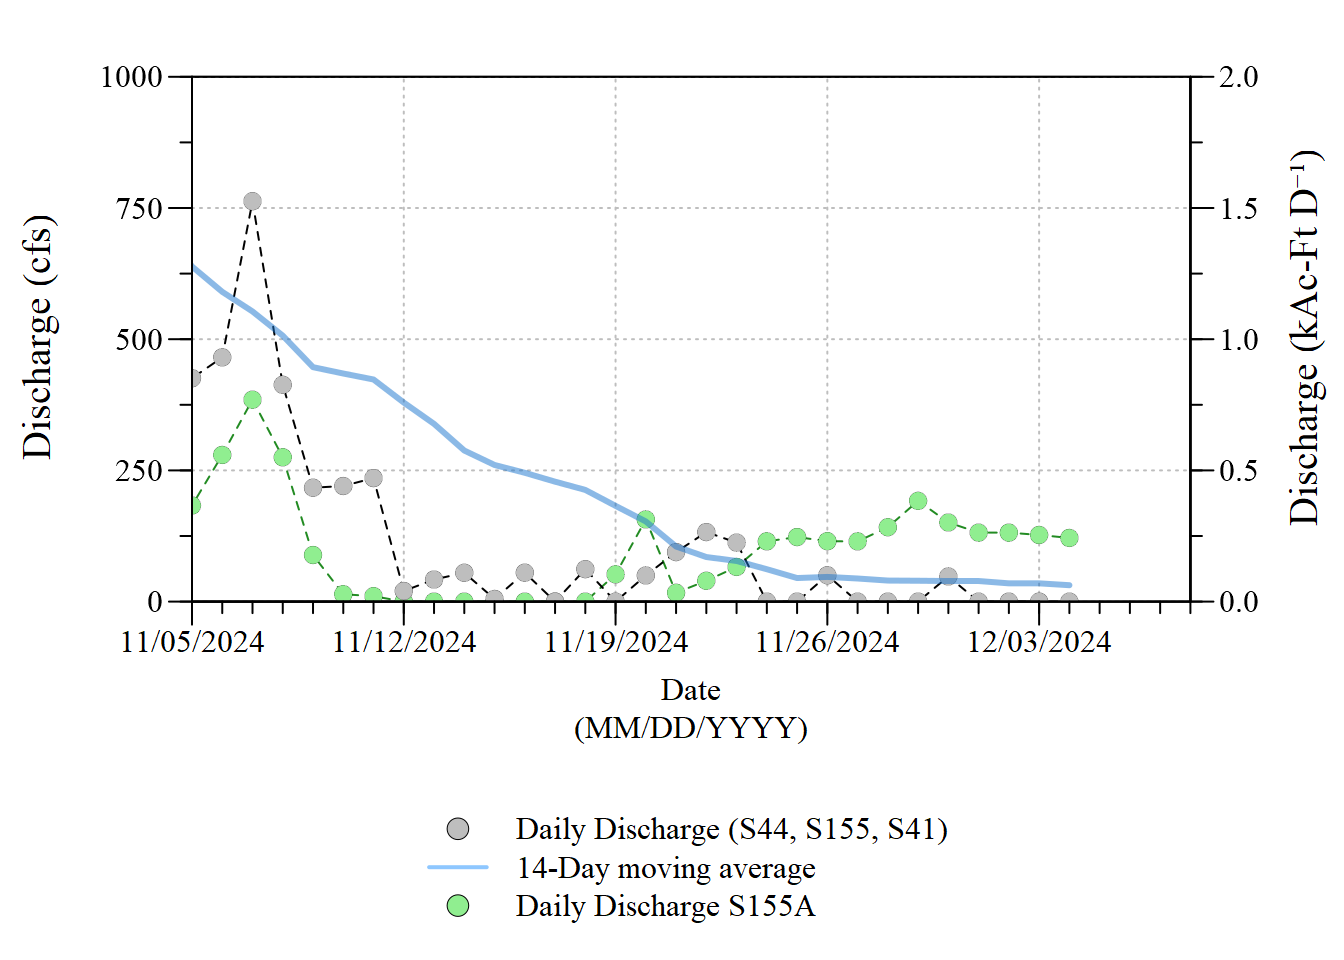 1000
750
500
250
0
Discharge (cfs)
2.0
1.5
1.0
0.5
0.0
Discharge (kAc-Ft D⁻¹)
11/05/2024
11/12/2024
11/19/2024
11/26/2024
12/03/2024
Date
(MM/DD/YYYY)
Daily Discharge (S44, S155, S41)
14-Day moving average
Daily Discharge S155A